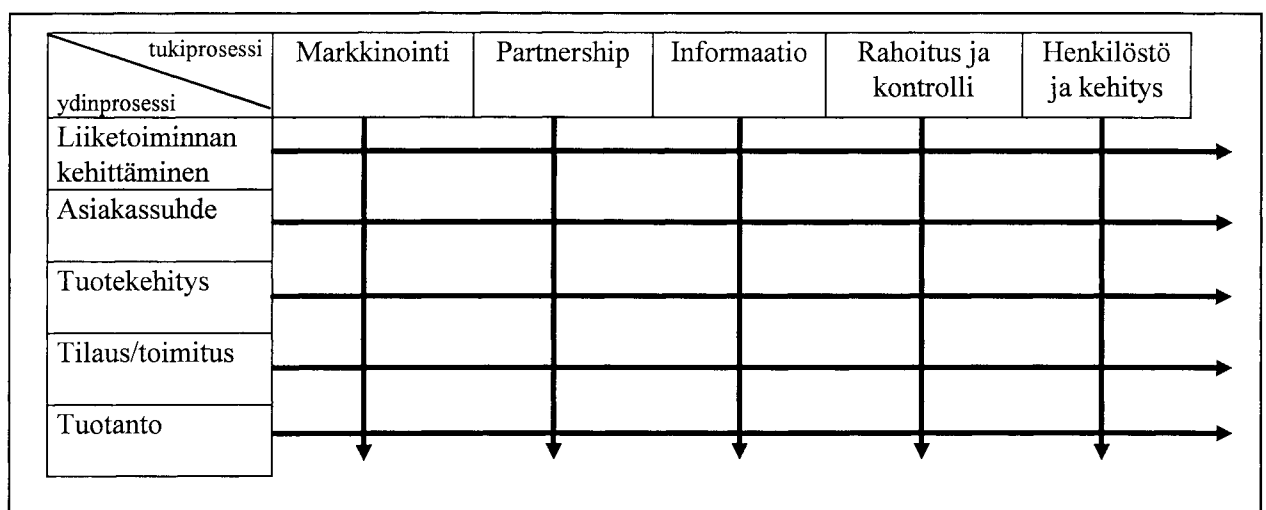 tukiprosessi
ydinprosessi
Markkinointi
Partnership
Informaatio
Rahoitus ja
kontrolli
Henkilöstö
ja kehitys
Liiketoiminnan
kehittäminen
Asiakassuhde
Tuotekehitys
Tilaus/toimitus
Tuotanto